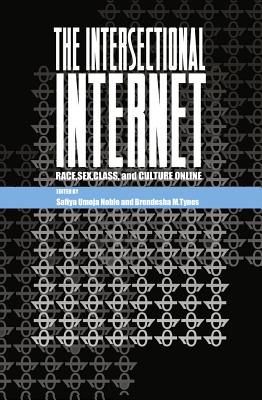 THE INTERSECTIONAL
INTERNET
RACE,SEX,CLASS, and CULTURE ONLINE
EDITED BY
Safiya Umoja Noble and Brendesha M.Tynes